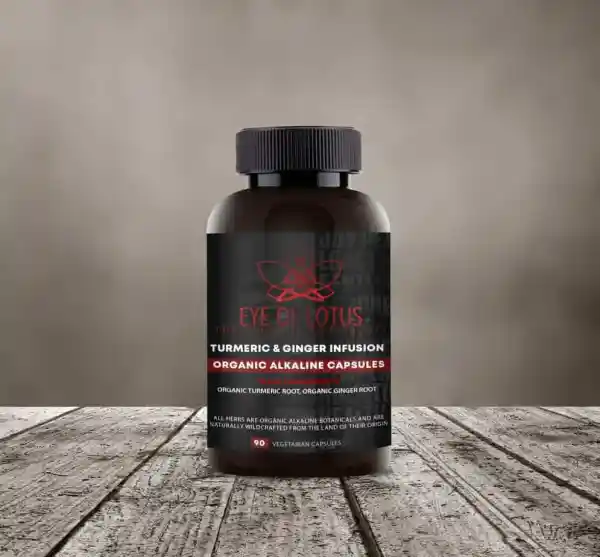 EYE OF LOTUS
TURMERIC & GINGER INFUSION
ORGANIC ALKALINE CAPSULES
ORGANIC TURMERIC ROOT, ORGANIC GINGER ROOT
ALL HERBS ARE ORGANIC ALKALINE BOTANICALS AND ARE
NATURALLY WILDCRAFTED FROM THE LAND OF THEIR ORIGIN
90 VEGETARIAN CAPSULES